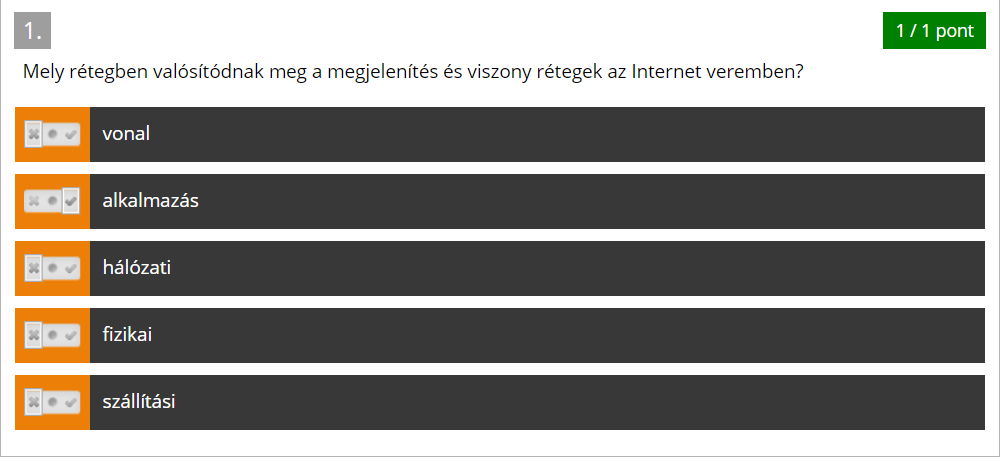 1.
1 / 1 pont
Mely rétegben valósítódnak meg a megjelenítés és viszony rétegek az Internet veremben?
vonal
alkalmazás
hálózati
fizikai
szállítási